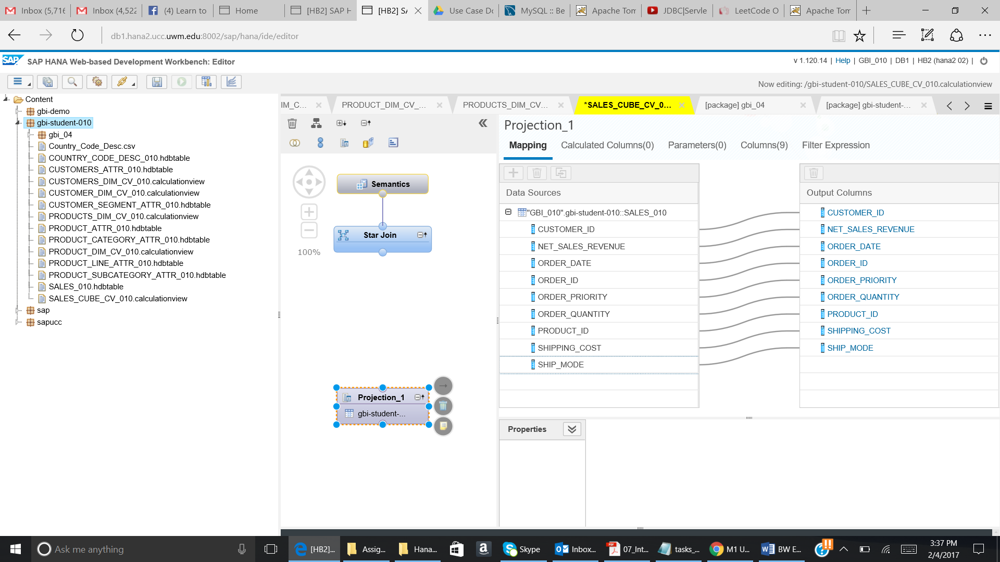 Inbox (5,716
Inbox (4,522
(4) Learn to
Home
[HB2] SAP H
[HB2] SA
Use Case Do
MySQL :: Be
Apache Tom
JDBC|Servle
LeetCode O
Apache Tom
db1.hana2.ucc.uwm.edu:8002/sap/hana/ide/editor
SAP SAP HANA Web-based Development Workbench: Editor
v 1.120.14 | Help | GBI_010 | DB1 | HB2 (hana2 02) |
Now editing: /gbi-student-010/SALES_CUBE_CV_010.calculationview
Content
gbi-demo
gbi-student-010
gbi_04
Country_Code_Desc.csv
COUNTRY_CODE_DESC_010.hdbtable
CUSTOMERS_ATTR_010.hdbtable
CUSTOMERS_DIM_CV_010.calculationview
CUSTOMER_DIM_CV_010.calculationview
CUSTOMER_SEGMENT_ATTR_010.hdbtable
PRODUCTS_DIM_CV_010.calculationview
PRODUCT_ATTR_010.hdbtable
PRODUCT_CATEGORY_ATTR_010.hdbtable
PRODUCT_DIM_CV_010.calculationview
PRODUCT_LINE_ATTR_010.hdbtable
PRODUCT_SUBCATEGORY_ATTR_010.hdbtable
SALES_010.hdbtable
SALES_CUBE_CV_010.calculationview
sap
sapucc
IM_C...
PRODUCT_DIM_CV_...
PRODUCTS_DIM_CV...
*SALES_CUBE_CV_0...
[package] gbi_04
[package] gbi-student-...
100%
Semantics
Star Join
Projection_1
gbi-student-...
Projection_1
Mapping
Calculated Columns(0)
Parameters(0)
Columns(9)
Filter Expression
Data Sources
"GBI_010".gbi-student-010::SALES_010
CUSTOMER_ID
NET_SALES_REVENUE
ORDER_DATE
ORDER_ID
ORDER_PRIORITY
ORDER_QUANTITY
PRODUCT_ID
SHIPPING_COST
SHIP_MODE
Output Columns
CUSTOMER_ID
NET_SALES_REVENUE
ORDER_DATE
ORDER_ID
ORDER_PRIORITY
ORDER_QUANTITY
PRODUCT_ID
SHIPPING_COST
SHIP_MODE
Properties
Ask me anything
[HB2]...
Assig...
Hana...
Skype
Inbox...
07_Int...
tasks_...
M1 U...
BW E...
3:37 PM
2/4/2017